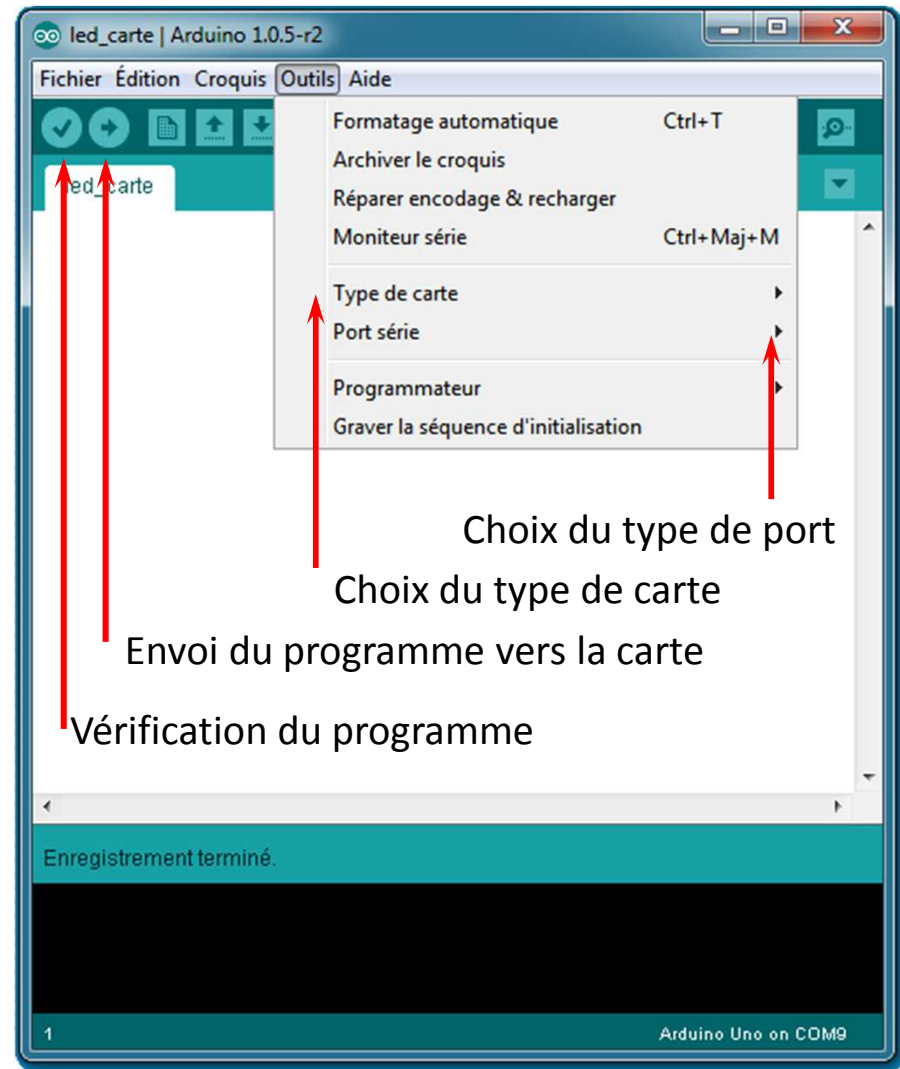 led_carte | Arduino 1.0.5-r2
Fichier Édition Croquis Outils Aide
led_carte
Formatage automatique Ctrl+T
Archiver le croquis
Réparer encodage & recharger
Moniteur série Ctrl+Maj+M
Type de carte
Port série
Programmateur
Graver la séquence d'initialisation
Choix du type de port
Choix du type de carte
Envoi du programme vers la carte
Vérification du programme
Enregistrement terminé.
1 Arduino Uno on COM9